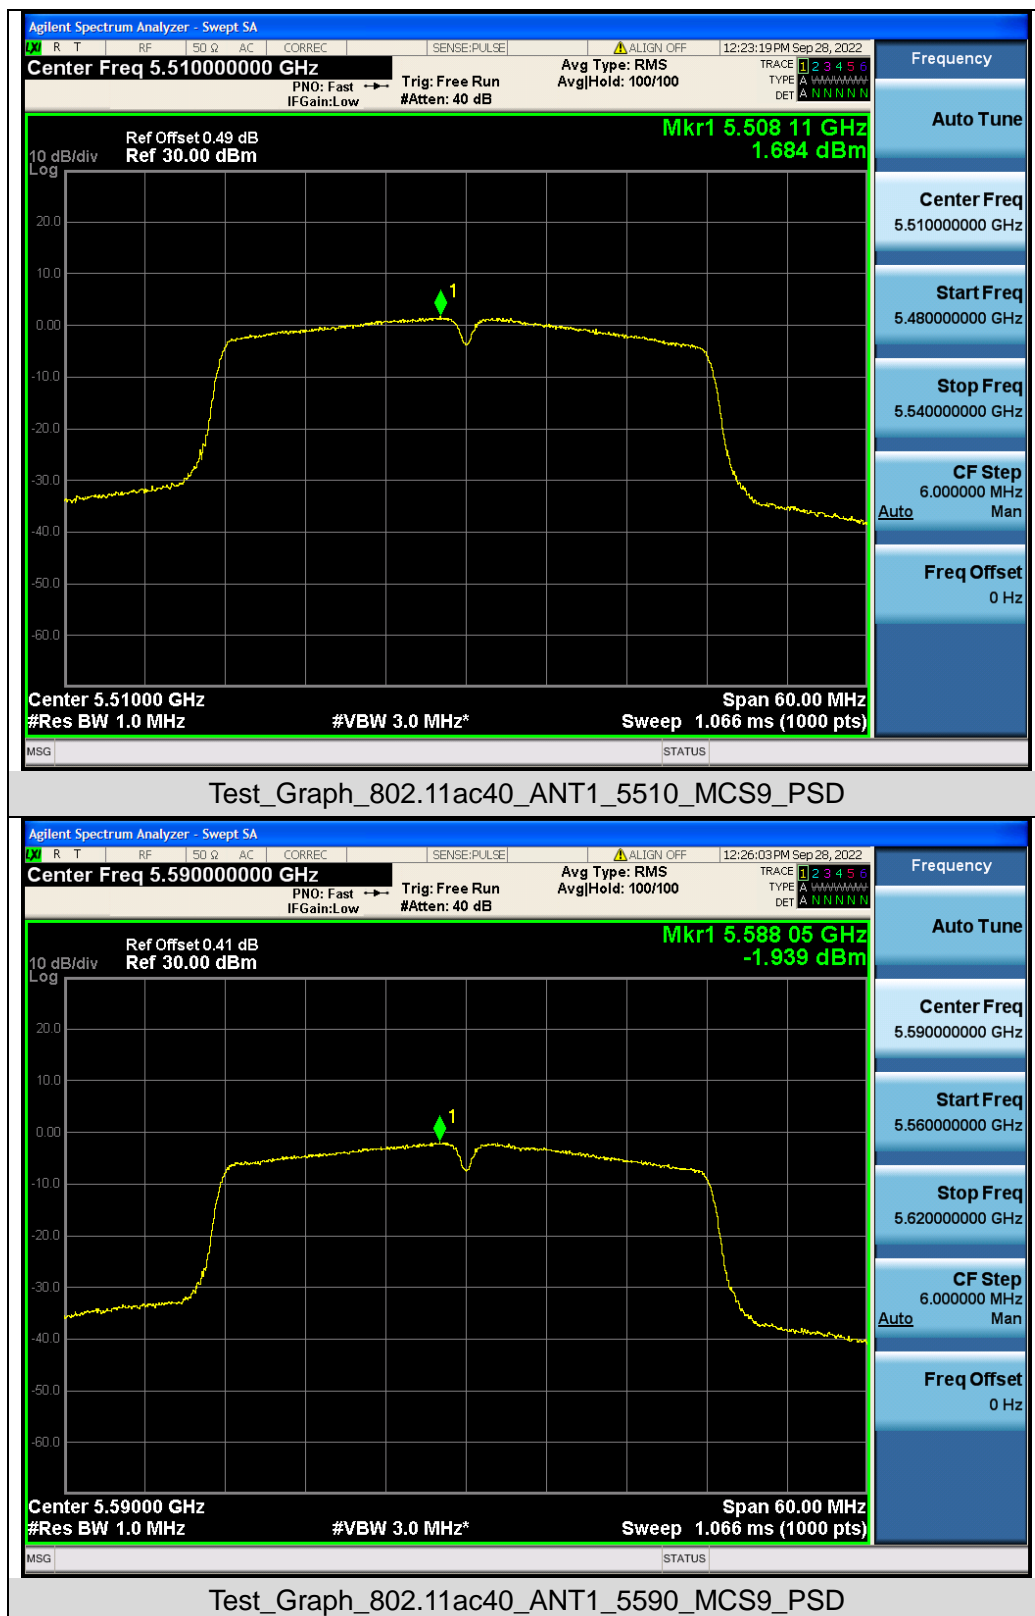 Agilent Spectrum Analyzer - Swept SA
LXI R T RF 50 Ω AC CORREC SENSE:PULSE ALIGN OFF 12:23:19 PM Sep 28, 2022
Center Freq 5.510000000 GHz
PNO: Fast
IFGain:Low
Trig: Free Run
#Atten: 40 dB
Avg Type: RMS
Avg|Hold: 100/100
TRACE 1 2 3 4 5 6
TYPE A WWWWW
DET A N N N N N
Frequency
Auto Tune
Center Freq
5.510000000 GHz
Start Freq
5.480000000 GHz
Stop Freq
5.540000000 GHz
CF Step
6.000000 MHz
Auto Man
Freq Offset
0 Hz
Mkr1 5.508 11 GHz
1.684 dBm
Ref Offset 0.49 dB
10 dB/div Ref 30.00 dBm
Log
20.0
10.0
1
0.00
-10.0
-20.0
-30.0
-40.0
-50.0
-60.0
Center 5.51000 GHz Span 60.00 MHz
#Res BW 1.0 MHz #VBW 3.0 MHz* Sweep 1.066 ms (1000 pts)
MSG STATUS
Test_Graph_802.11ac40_ANT1_5510_MCS9_PSD
Agilent Spectrum Analyzer - Swept SA
LXI R T RF 50 Ω AC CORREC SENSE:PULSE ALIGN OFF 12:26:03 PM Sep 28, 2022
Center Freq 5.590000000 GHz
PNO: Fast
IFGain:Low
Trig: Free Run
#Atten: 40 dB
Avg Type: RMS
Avg|Hold: 100/100
TRACE 1 2 3 4 5 6
TYPE A WWWWW
DET A N N N N N
Frequency
Auto Tune
Center Freq
5.590000000 GHz
Start Freq
5.560000000 GHz
Stop Freq
5.620000000 GHz
CF Step
6.000000 MHz
Auto Man
Freq Offset
0 Hz
Mkr1 5.588 05 GHz
-1.939 dBm
Ref Offset 0.41 dB
10 dB/div Ref 30.00 dBm
Log
20.0
10.0
1
0.00
-10.0
-20.0
-30.0
-40.0
-50.0
-60.0
Center 5.59000 GHz Span 60.00 MHz
#Res BW 1.0 MHz #VBW 3.0 MHz* Sweep 1.066 ms (1000 pts)
MSG STATUS
Test_Graph_802.11ac40_ANT1_5590_MCS9_PSD